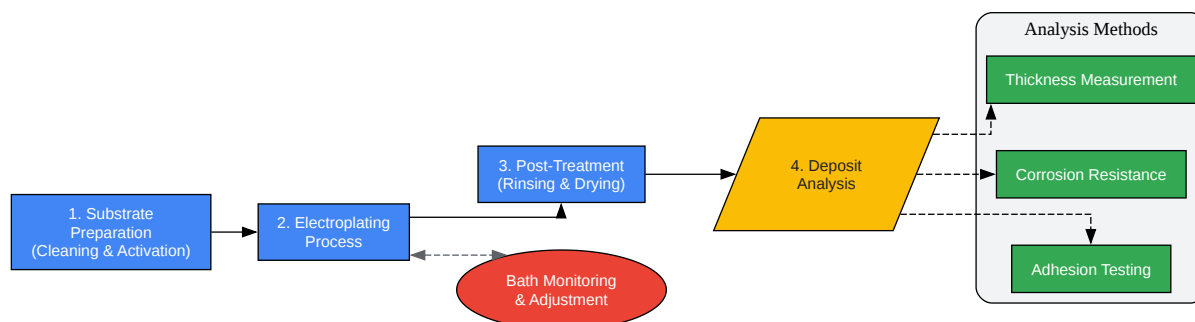 1. Substrate
Preparation
(Cleaning & Activation)
2. Electroplating
Process
3. Post-Treatment
(Rinsing & Drying)
Bath Monitoring
& Adjustment
4. Deposit
Analysis
Analysis Methods
Thickness Measurement
Corrosion Resistance
Adhesion Testing